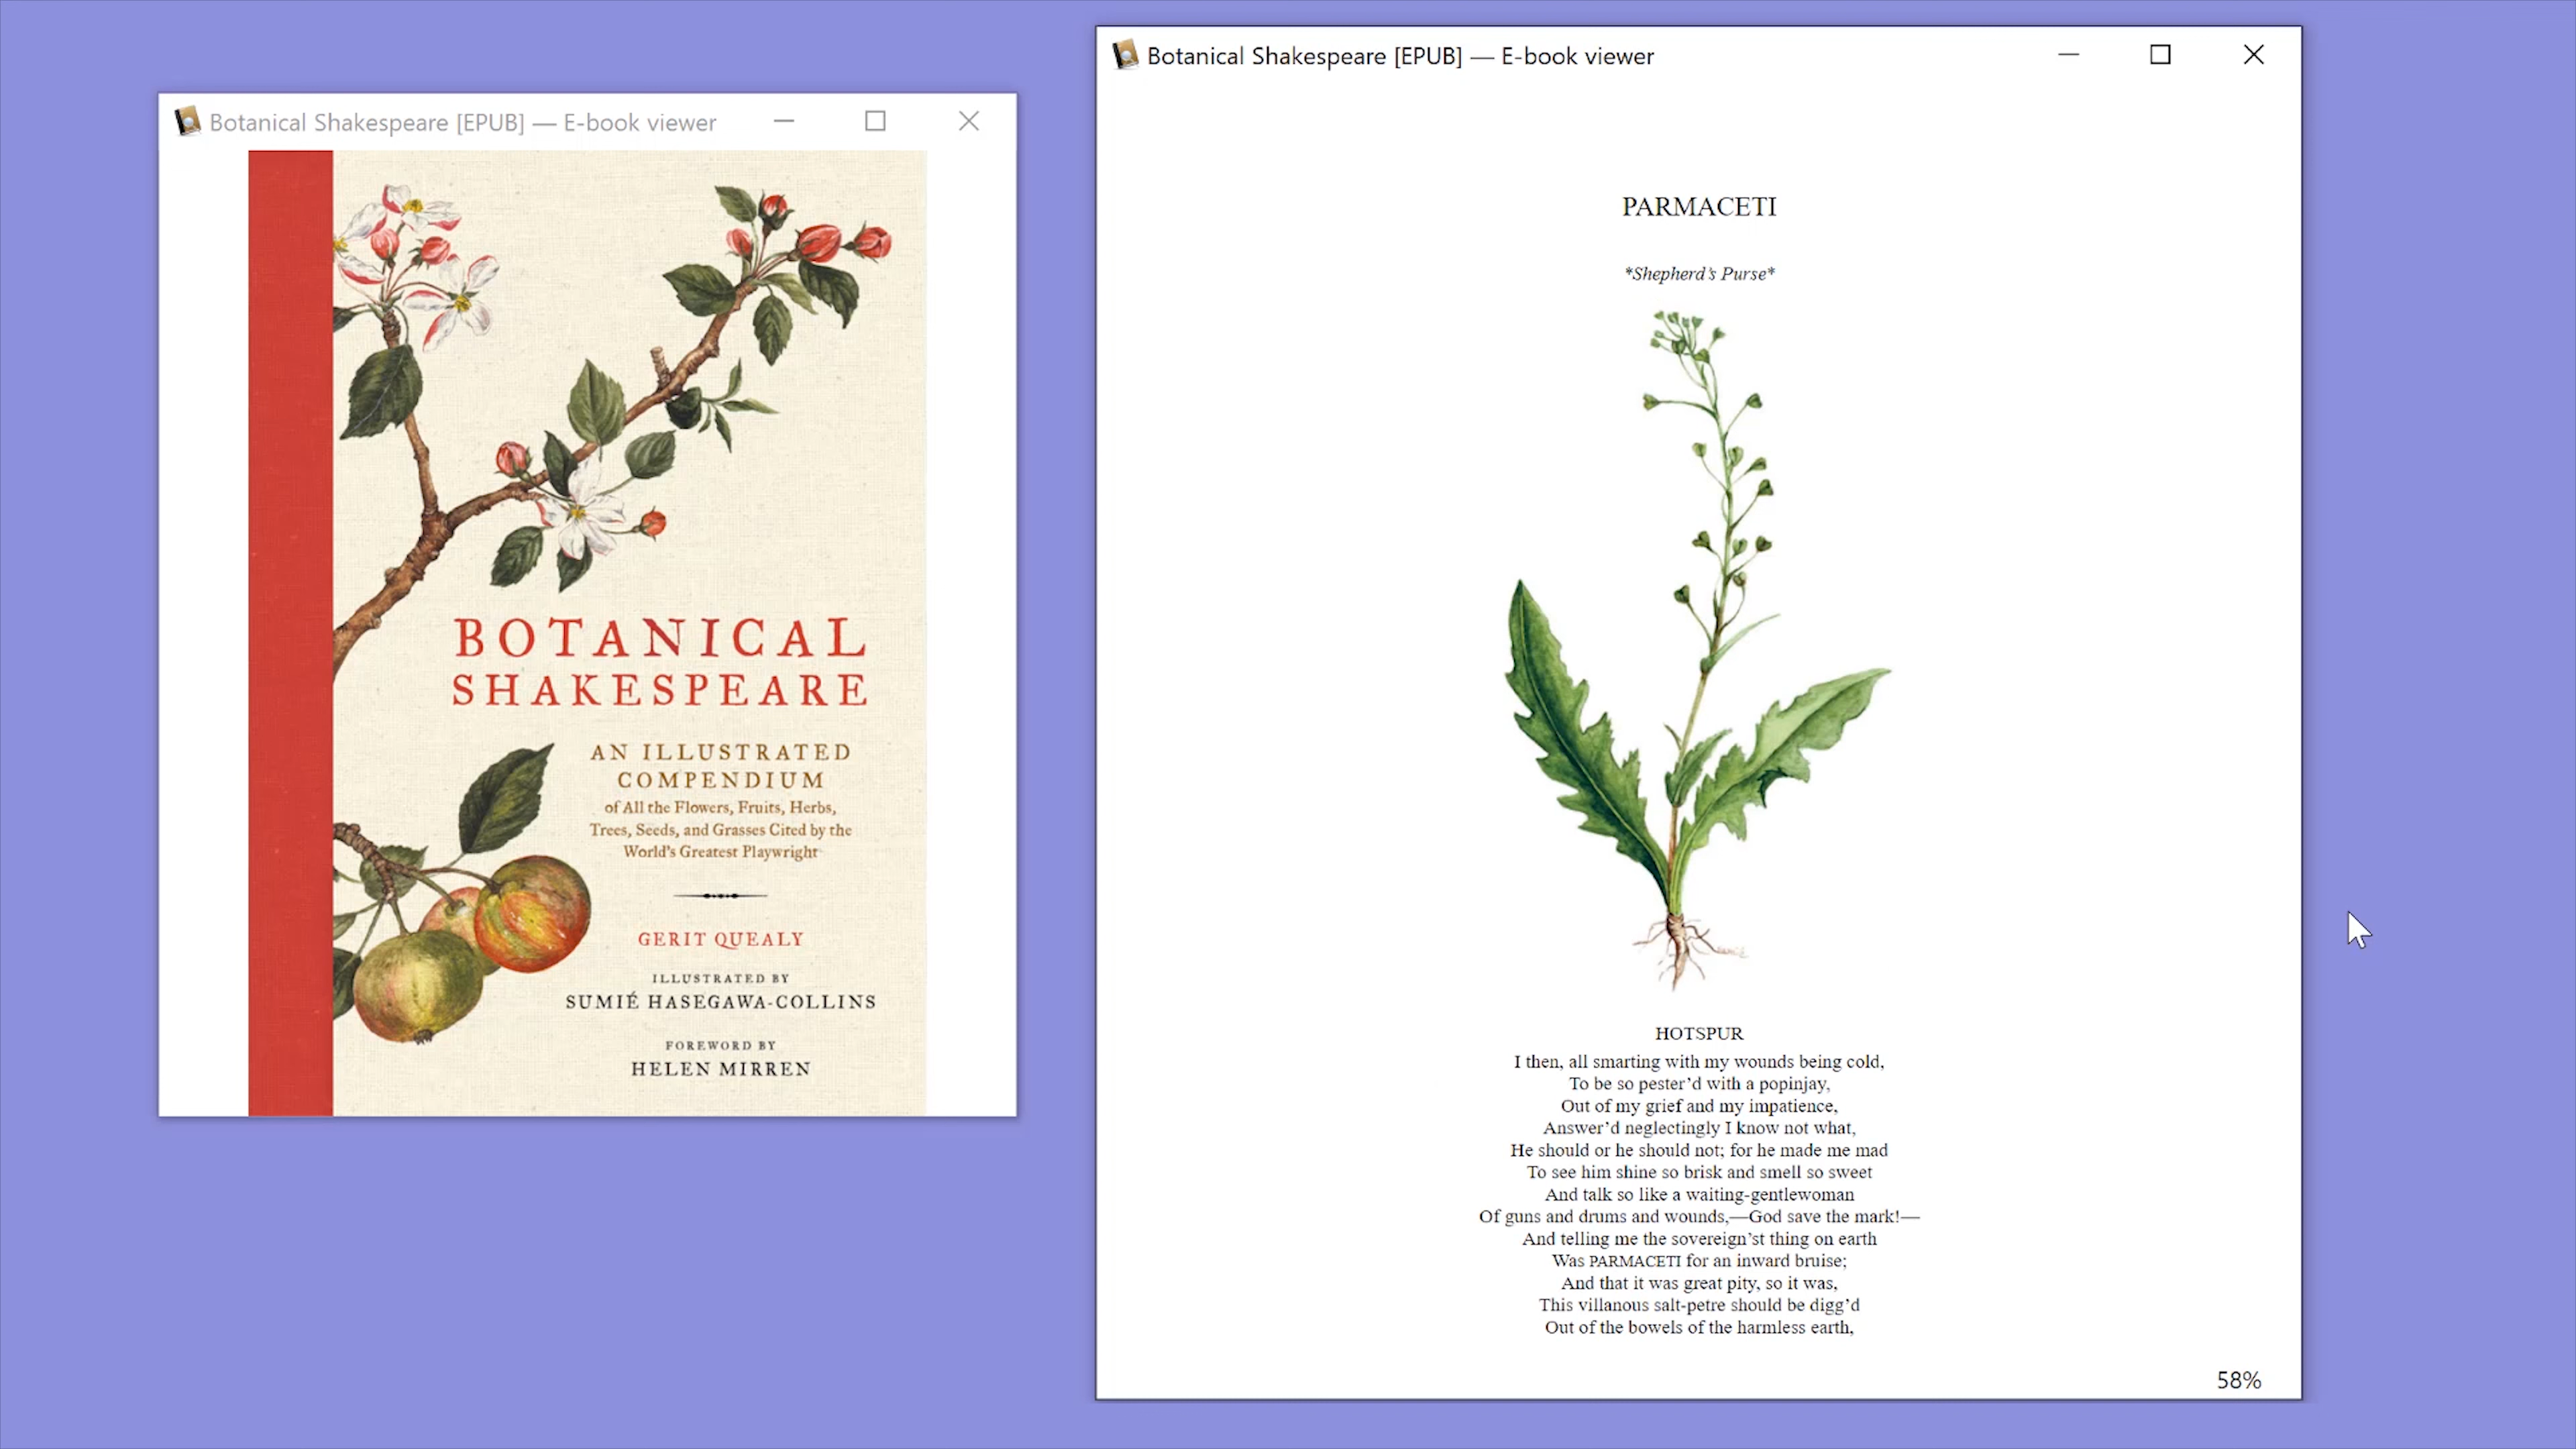 Botanical Shakespeare [EPUB] — E-book viewer
BOTANICAL
SHAKESPEARE
AN ILLUSTRATED
COMPENDIUM
of All the Flowers, Fruits, Herbs,
Trees, Seeds, and Grasses Cited by the
World's Greatest Playwright
GERIT QUEALY
ILLUSTRATED BY
SUMIÉ HASEGAWA-COLLINS
FOREWORD BY
HELEN MIRREN
Botanical Shakespeare [EPUB] — E-book viewer
PARMACETI
*Shepherd's Purse*
HOTSPUR
I then, all smarting with my wounds being cold,
To be so pester'd with a popinjay,
Out of my grief and my impatience,
Answer'd neglectingly I know not what,
He should or he should not; for he made me mad
To see him shine so brisk and smell so sweet
And talk so like a waiting-gentlewoman
Of guns and drums and wounds,—God save the mark!—
And telling me the sovereign'st thing on earth
Was PARMACETI for an inward bruise;
And that it was great pity, so it was,
This villanous salt-petre should be digg'd
Out of the bowels of the harmless earth,
58%